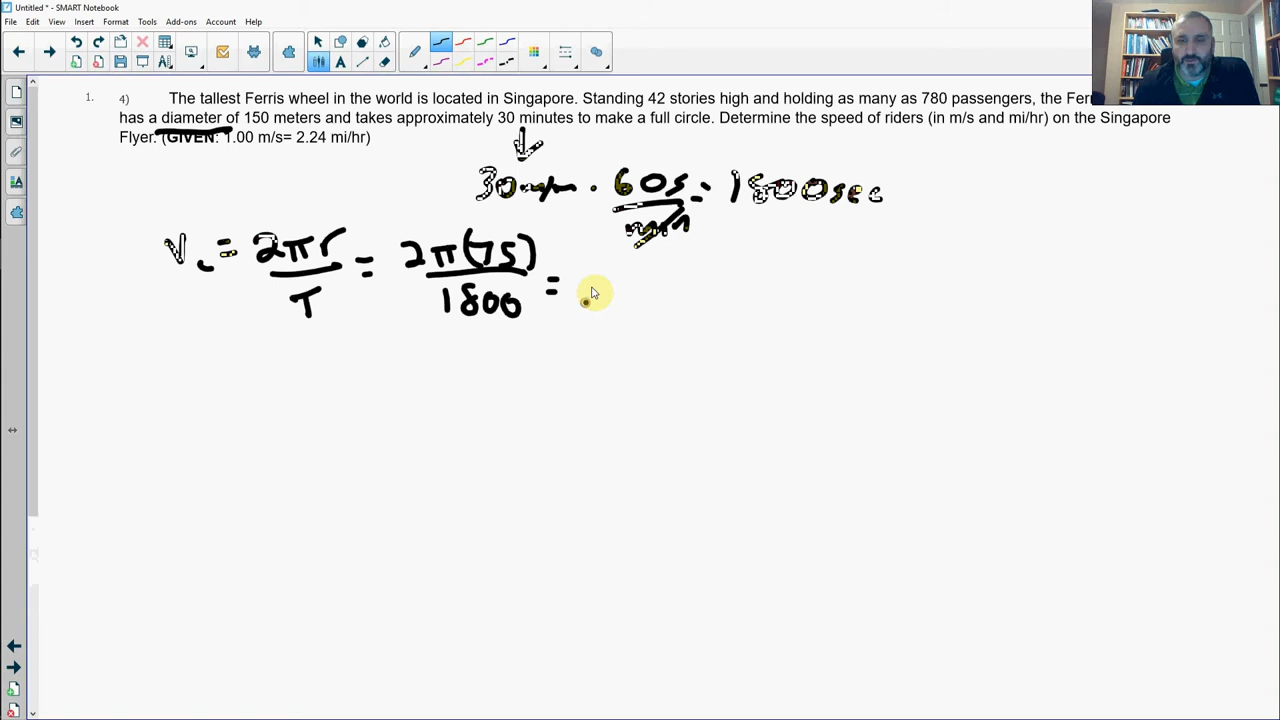 Untitled * - SMART Notebook
File Edit View Insert Format Tools Add-ons Account Help
1. 4) The tallest Ferris wheel in the world is located in Singapore. Standing 42 stories high and holding as many as 780 passengers, the Fer
has a diameter of 150 meters and takes approximately 30 minutes to make a full circle. Determine the speed of riders (in m/s and mi/hr) on the Singapore
Flyer. (GIVEN: 1.00 m/s= 2.24 mi/hr)
30 min · 60s/min = 1800sec
Vc = 2πr/T = 2π(75)/1800 =